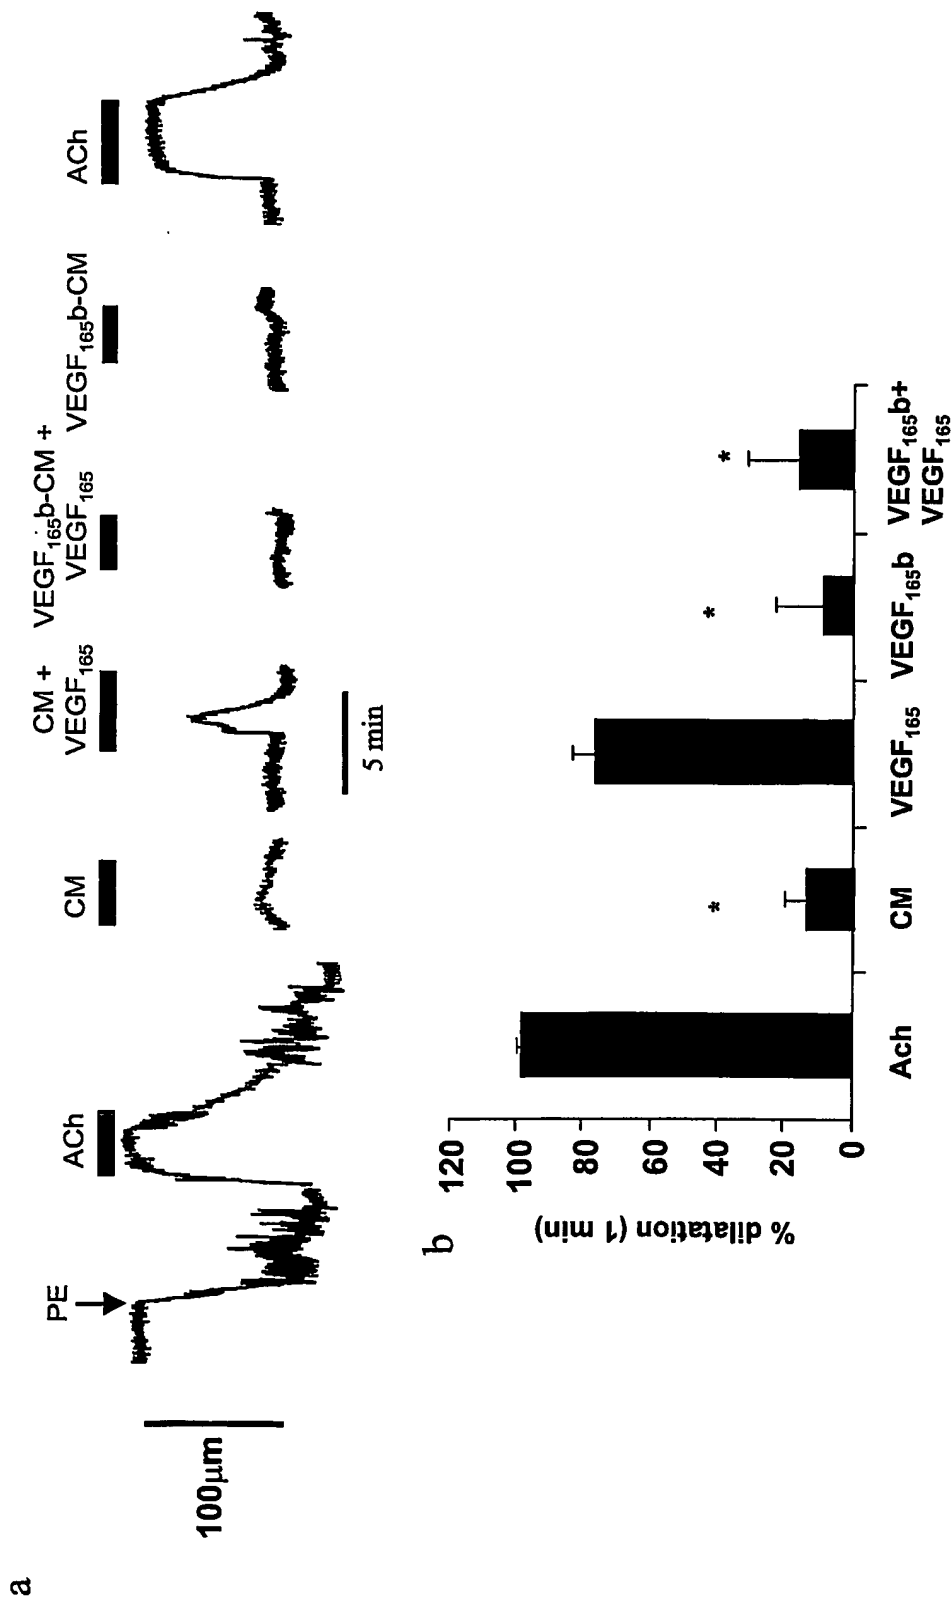 a
PE
ACh
CM
CM +
VEGF165
VEGF165b-CM +
VEGF165
VEGF165b-CM
ACh
100μm
5 min
b
% dilatation (1 min)
120
100
80
60
40
20
0
*
*
*
Ach
CM
VEGF165
VEGF165b
VEGF165b+
VEGF165